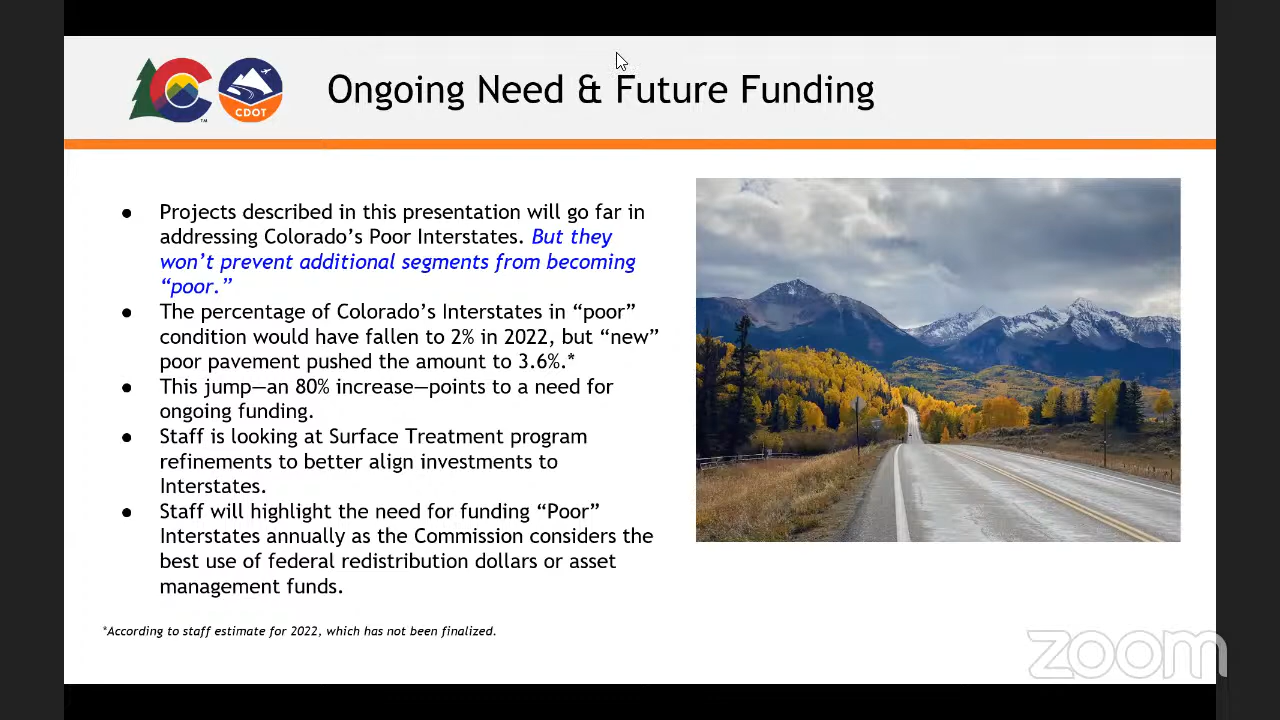 Ongoing Need & Future Funding
TM
CDOT
● Projects described in this presentation will go far in
addressing Colorado’s Poor Interstates. But they
won’t prevent additional segments from becoming
“poor.”
● The percentage of Colorado’s Interstates in “poor”
condition would have fallen to 2% in 2022, but “new”
poor pavement pushed the amount to 3.6%.*
● This jump—an 80% increase—points to a need for
ongoing funding.
● Staff is looking at Surface Treatment program
refinements to better align investments to
Interstates.
● Staff will highlight the need for funding “Poor”
Interstates annually as the Commission considers the
best use of federal redistribution dollars or asset
management funds.
*According to staff estimate for 2022, which has not been finalized.
zoom